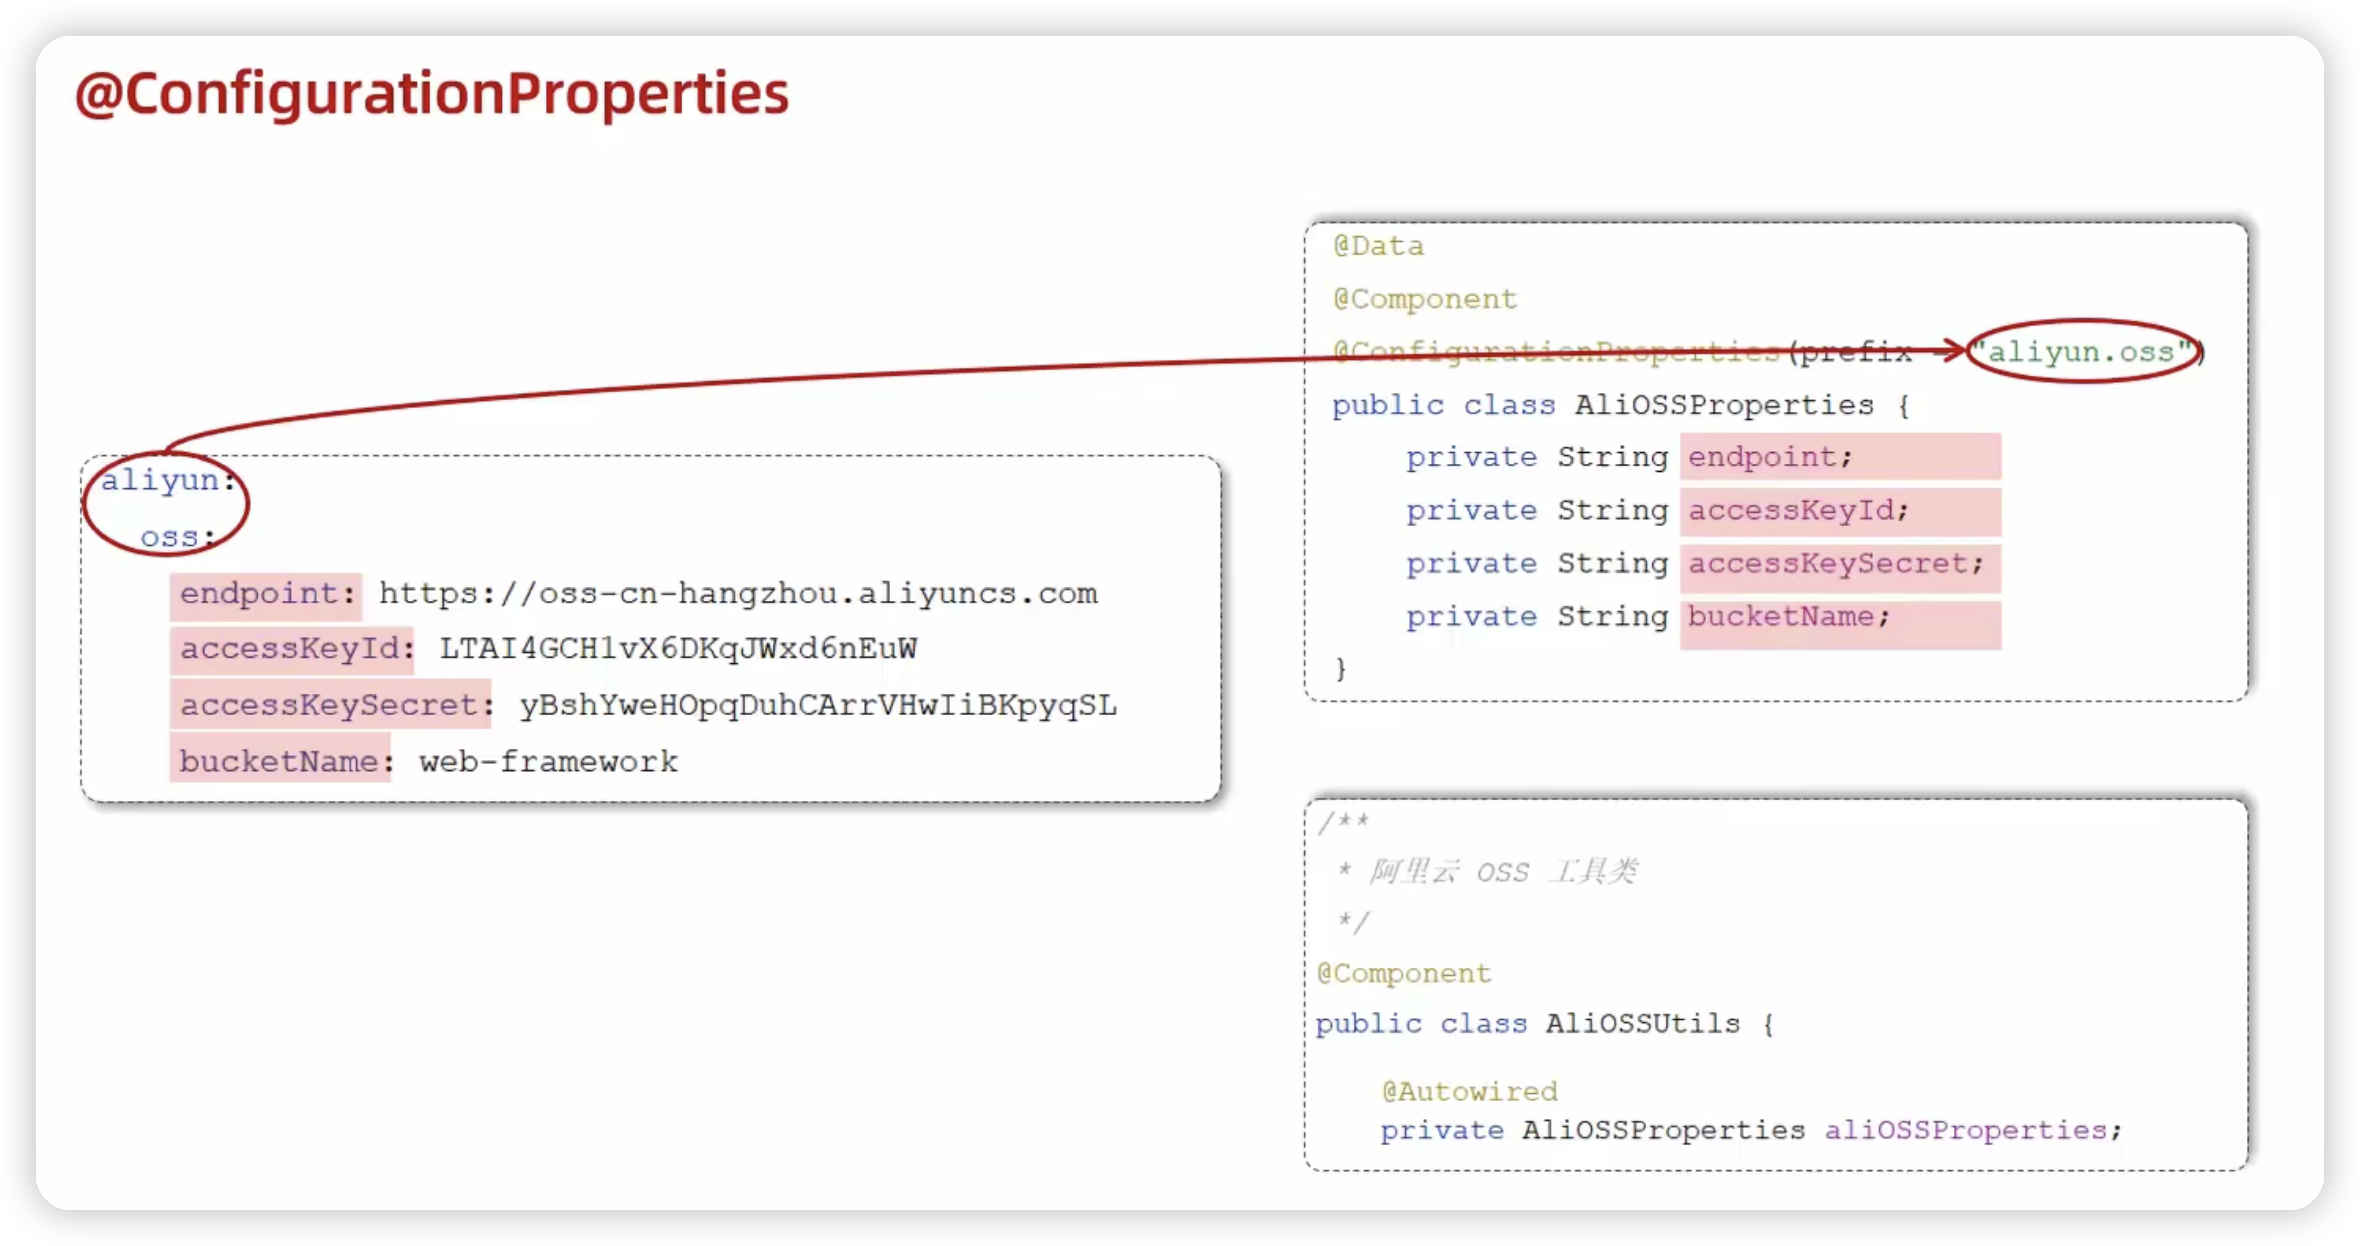 @ConfigurationProperties
aliyun:
oss:
endpoint: https://oss-cn-hangzhou.aliyuncs.com
accessKeyId: LTAI4GCH1vX6DKqJWxd6nEuW
accessKeySecret: yBshYweHOpqDuhCArrVHwIiBKpyqSL
bucketName: web-framework
@Data
@Component
@ConfigurationProperties(prefix = "aliyun.oss")
public class AliOSSProperties {
private String endpoint;
private String accessKeyId;
private String accessKeySecret;
private String bucketName;
}
/**
* 阿里云 OSS 工具类
*/
@Component
public class AliOSSUtils {
@Autowired
private AliOSSProperties aliOSSProperties;